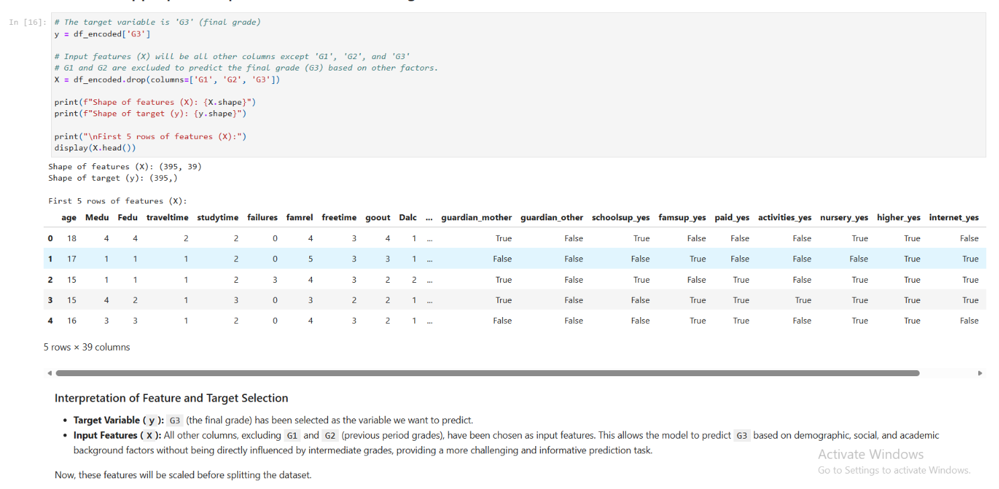 In [16]: # The target variable is 'G3' (final grade)
y = df_encoded['G3']
# Input features (X) will be all other columns except 'G1', 'G2', and 'G3'
# G1 and G2 are excluded to predict the final grade (G3) based on other factors.
X = df_encoded.drop(columns=['G1', 'G2', 'G3'])
print(f"Shape of features (X): {X.shape}")
print(f"Shape of target (y): {y.shape}")
print("\nFirst 5 rows of features (X):")
display(X.head())
Shape of features (X): (395, 39)
Shape of target (y): (395,)
First 5 rows of features (X):
age Medu Fedu traveltime studytime failures famrel freetime goout Dalc ... guardian_mother guardian_other schoolsup_yes famsup_yes paid_yes activities_yes nursery_yes higher_yes internet_yes
0 18 4 4 2 2 0 4 3 4 1 ... True False True False False False True True False
1 17 1 1 1 2 0 5 3 3 1 ... False False False True False False False True True
2 15 1 1 1 2 3 4 3 2 2 ... True False True False True False True True True
3 15 4 2 1 3 0 3 2 2 1 ... True False False True True True True True True
4 16 3 3 1 2 0 4 3 2 1 ... False False False True True False True True False
5 rows × 39 columns
Interpretation of Feature and Target Selection
• Target Variable ( y ): G3 (the final grade) has been selected as the variable we want to predict.
• Input Features ( X ): All other columns, excluding G1 and G2 (previous period grades), have been chosen as input features. This allows the model to predict G3 based on demographic, social, and academic
background factors without being directly influenced by intermediate grades, providing a more challenging and informative prediction task.
Activate Windows
Go to Settings to activate Windows.
Now, these features will be scaled before splitting the dataset.